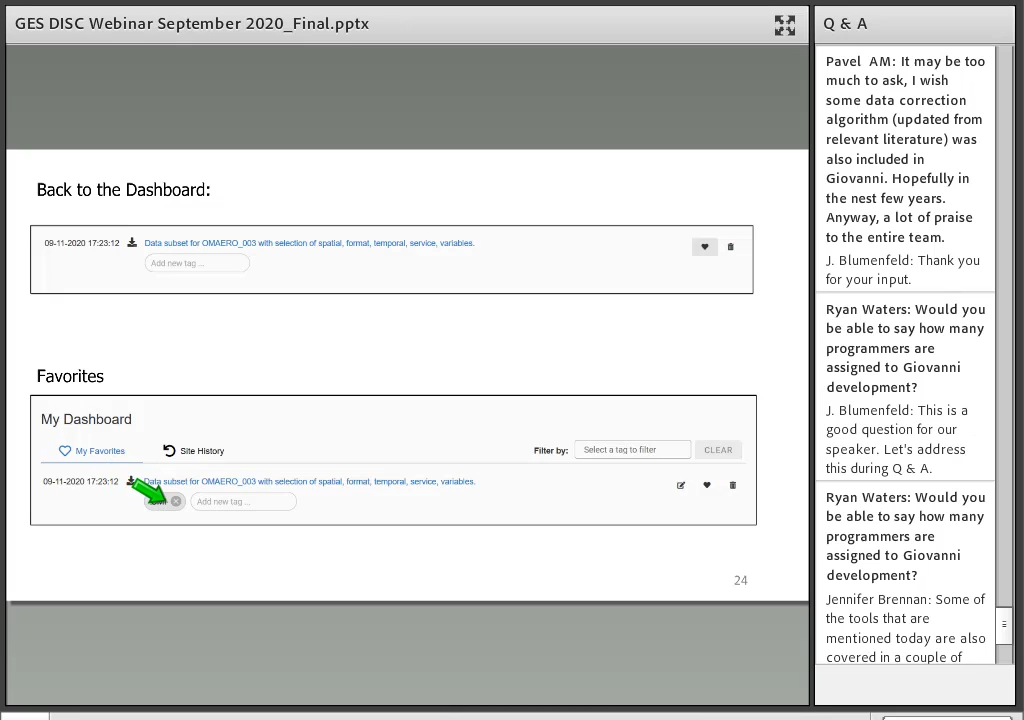 GES DISC Webinar September 2020_Final.pptx
Back to the Dashboard:
09-11-2020 17:23:12 Data subset for OMAERO_003 with selection of spatial, format, temporal, service, variables.
Add new tag ...
Favorites
My Dashboard
My Favorites Site History Filter by: Select a tag to filter CLEAR
09-11-2020 17:23:12 Data subset for OMAERO_003 with selection of spatial, format, temporal, service, variables.
Add new tag ...
24
Q & A
Pavel AM: It may be too
much to ask, I wish
some data correction
algorithm (updated from
relevant literature) was
also included in
Giovanni. Hopefully in
the nest few years.
Anyway, a lot of praise
to the entire team.
J. Blumenfeld: Thank you
for your input.
Ryan Waters: Would you
be able to say how many
programmers are
assigned to Giovanni
development?
J. Blumenfeld: This is a
good question for our
speaker. Let's address
this during Q & A.
Ryan Waters: Would you
be able to say how many
programmers are
assigned to Giovanni
development?
Jennifer Brennan: Some of
the tools that are
mentioned today are also
covered in a couple of